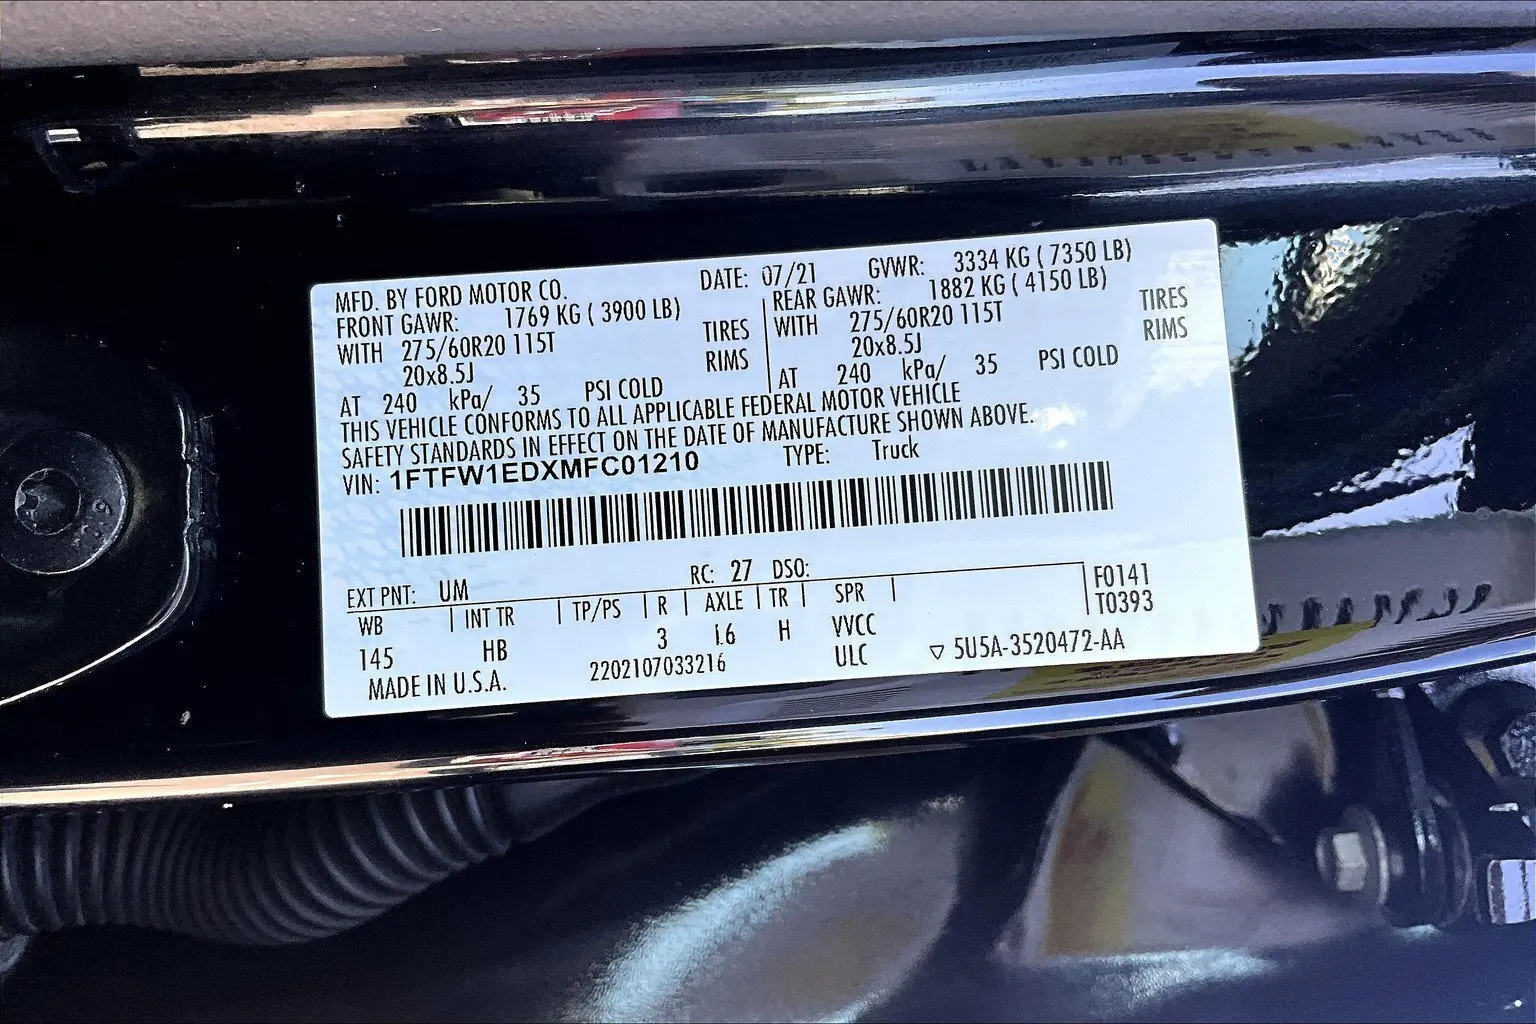 MFD. BY FORD MOTOR CO. DATE: 07/21 GVWR: 3334 KG ( 7350 LB)
FRONT GAWR: 1769 KG ( 3900 LB) REAR GAWR: 1882 KG ( 4150 LB)
WITH 275/60R20 115T TIRES WITH 275/60R20 115T TIRES
20x8.5J RIMS 20x8.5J RIMS
AT 240 kPa/ 35 PSI COLD AT 240 kPa/ 35 PSI COLD
THIS VEHICLE CONFORMS TO ALL APPLICABLE FEDERAL MOTOR VEHICLE
SAFETY STANDARDS IN EFFECT ON THE DATE OF MANUFACTURE SHOWN ABOVE.
VIN: 1FTFW1EDXMFC01210 TYPE: Truck
EXT PNT: UM RC: 27 DSO:
WB INT TR TP/PS R AXLE TR SPR F0141
T0393
145 HB 3 L6 H VVCC
MADE IN U.S.A. 2202107033216 ULC ▽ 5U5A-3520472-AA